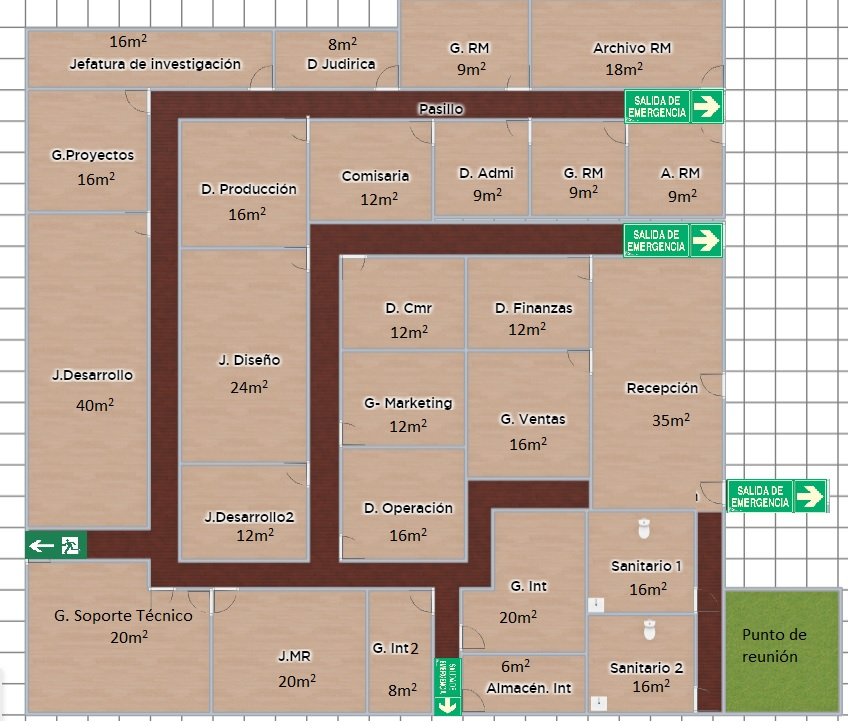 16m²
Jefatura de investigación
8m²
D Judirica
G. RM
9m²
Archivo RM
18m²
Pasillo
SALIDA DE
EMERGENCIA
G.Proyectos
16m²
D. Producción
16m²
Comisaria
12m²
D. Admi
9m²
G. RM
9m²
A. RM
9m²
SALIDA DE
EMERGENCIA
D. Cmr
12m²
D. Finanzas
12m²
J.Desarrollo
40m²
J. Diseño
24m²
G- Marketing
12m²
G. Ventas
16m²
Recepción
35m²
SALIDA DE
EMERGENCIA
J.Desarrollo2
12m²
D. Operación
16m²
Sanitario 1
16m²
G. Int
20m²
G. Soporte Técnico
20m²
J.MR
20m²
G. Int2
8m²
SALIDA DE
EMERGENCIA
6m²
Almacén. Int
Sanitario 2
16m²
Punto de
reunión